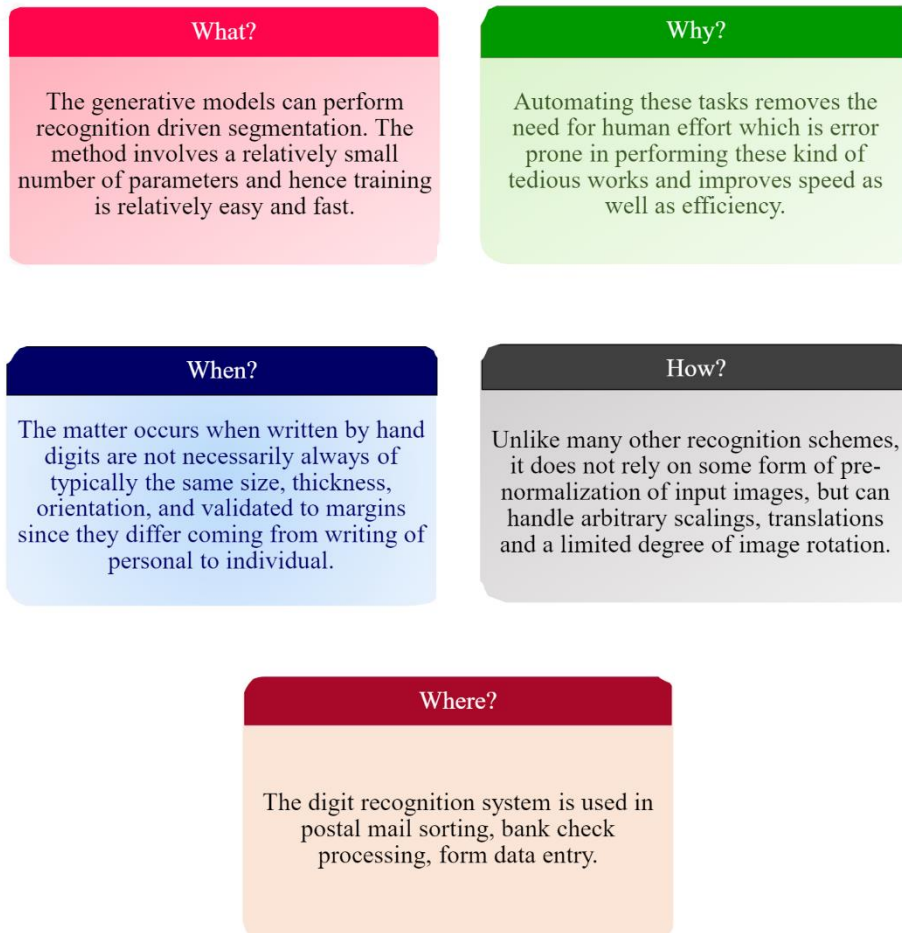 What?
The generative models can perform
recognition driven segmentation. The
method involves a relatively small
number of parameters and hence training
is relatively easy and fast.
Why?
Automating these tasks removes the
need for human effort which is error
prone in performing these kind of
tedious works and improves speed as
well as efficiency.
When?
The matter occurs when written by hand
digits are not necessarily always of
typically the same size, thickness,
orientation, and validated to margins
since they differ coming from writing of
personal to individual.
How?
Unlike many other recognition schemes,
it does not rely on some form of pre-
normalization of input images, but can
handle arbitrary scalings, translations
and a limited degree of image rotation.
Where?
The digit recognition system is used in
postal mail sorting, bank check
processing, form data entry.